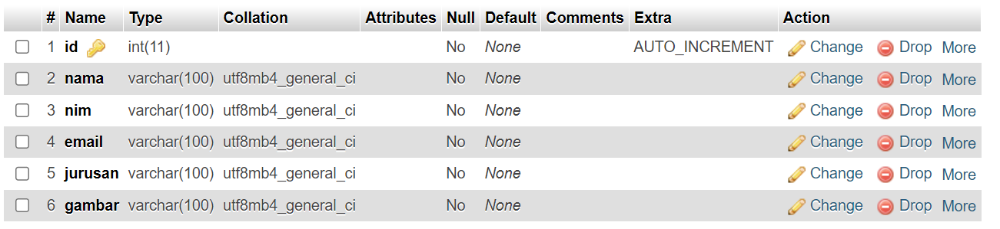 # Name Type Collation Attributes Null Default Comments Extra Action
1 id int(11) No None AUTO_INCREMENT Change Drop More
2 nama varchar(100) utf8mb4_general_ci No None Change Drop More
3 nim varchar(100) utf8mb4_general_ci No None Change Drop More
4 email varchar(100) utf8mb4_general_ci No None Change Drop More
5 jurusan varchar(100) utf8mb4_general_ci No None Change Drop More
6 gambar varchar(100) utf8mb4_general_ci No None Change Drop More